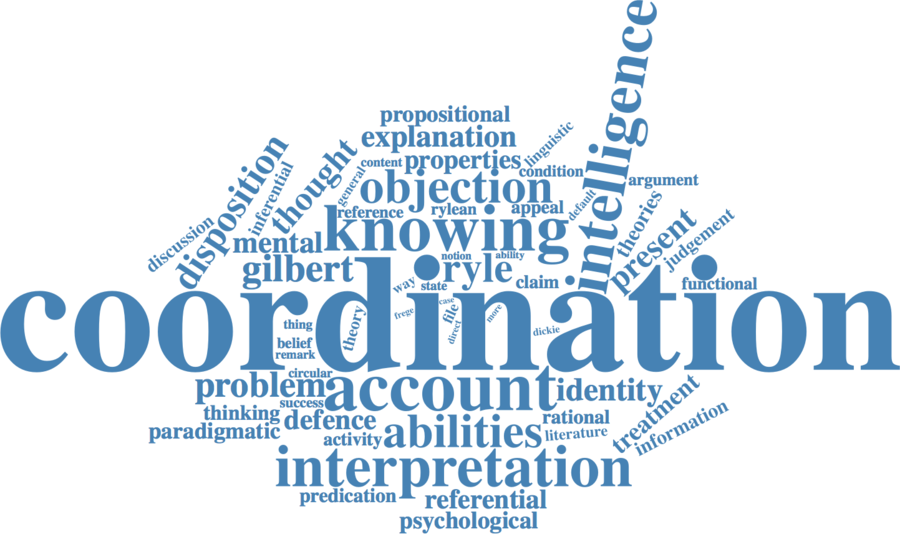 intelligence
propositional
explanation
linguistic
content properties
condition
disposition
thought
general
objection
argument
inferential
default
reference rylean appeal
theories
discussion
mental knowing
present
judgement
gilbert
notion ability
ryle
way state claim
functional
coordination
case
file
more
frege
direct
thing
theory
dickie
belief
remark
circular
problem account identity
success
thinking defence
rational
treatment
paradigmatic
activity abilities literature
information
interpretation
predication referential
psychological